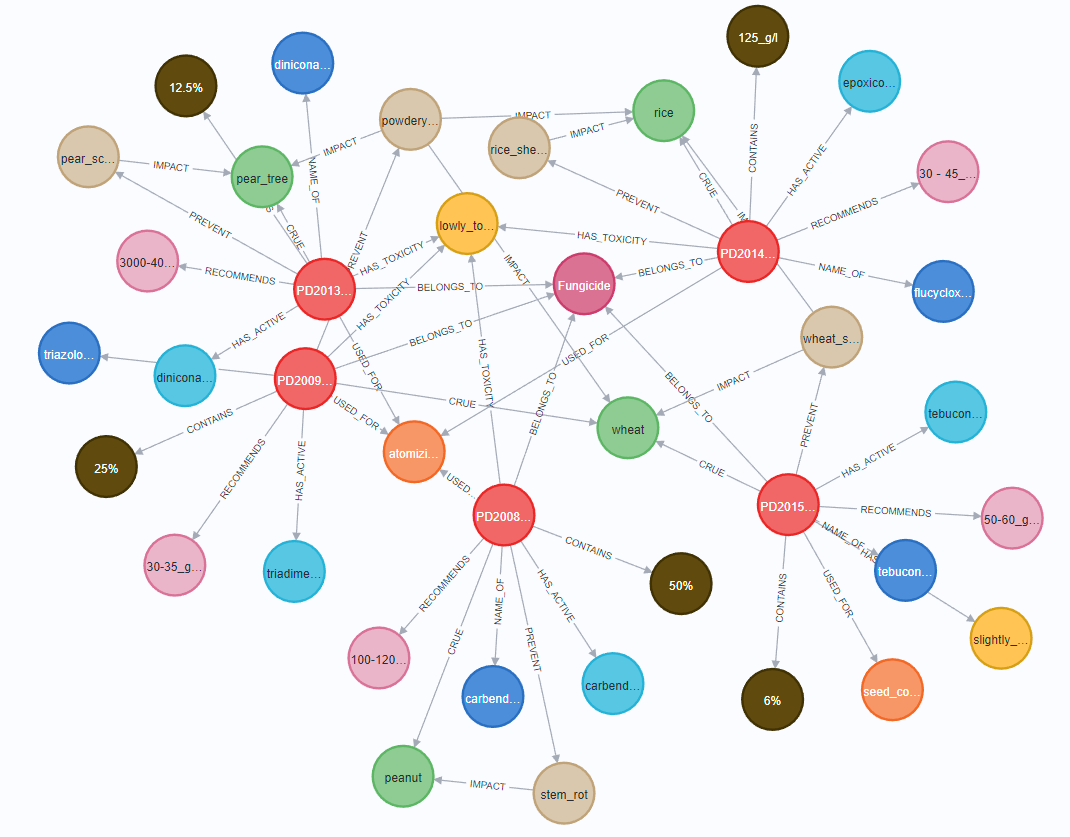 125_g/l
dinicona...
12.5%
epoxico...
powdery...
rice
IMPACT
IMPACT
rice_she...
IMPACT
pear_sc...
IMPACT
pear_tree
NAME_OF
CONTAINS
HAS_ACTIVE
30 - 45_...
CRUE
PREVENT
RECOMMENDS
PREVENT
CRUE
lowly_to...
HAS_TOXICITY
PD2014...
3000-40...
RECOMMENDS
HAS_TOXICITY
IMPACT
BELONGS_TO
NAME_OF
PD2013...
BELONGS_TO
Fungicide
flucyclox...
HAS_TOXICITY
HAS_ACTIVE
BELONGS_TO
USED_FOR
wheat_s...
triazolo...
dinicona...
USED_FOR
PD2009...
HAS_TOXICITY
IMPACT
BELONGS_TO
CONTAINS
USED_FOR
CRUE
BELONGS_TO
PREVENT
tebucon...
wheat
25%
RECOMMENDS
HAS_ACTIVE
atomizi...
CRUE
HAS_ACTIVE
USED_...
PD2008...
PD2015...
RECOMMENDS
50-60_g...
NAME_OF
HAS
30-35_g...
triadime...
RECOMMENDS
CONTAINS
50%
tebucon...
NAME_OF
HAS_ACTIVE
CONTAINS
USED_FOR
CRUE
PREVENT
slightly_...
100-120...
carbend...
carbend...
6%
seed_co...
peanut
IMPACT
stem_rot